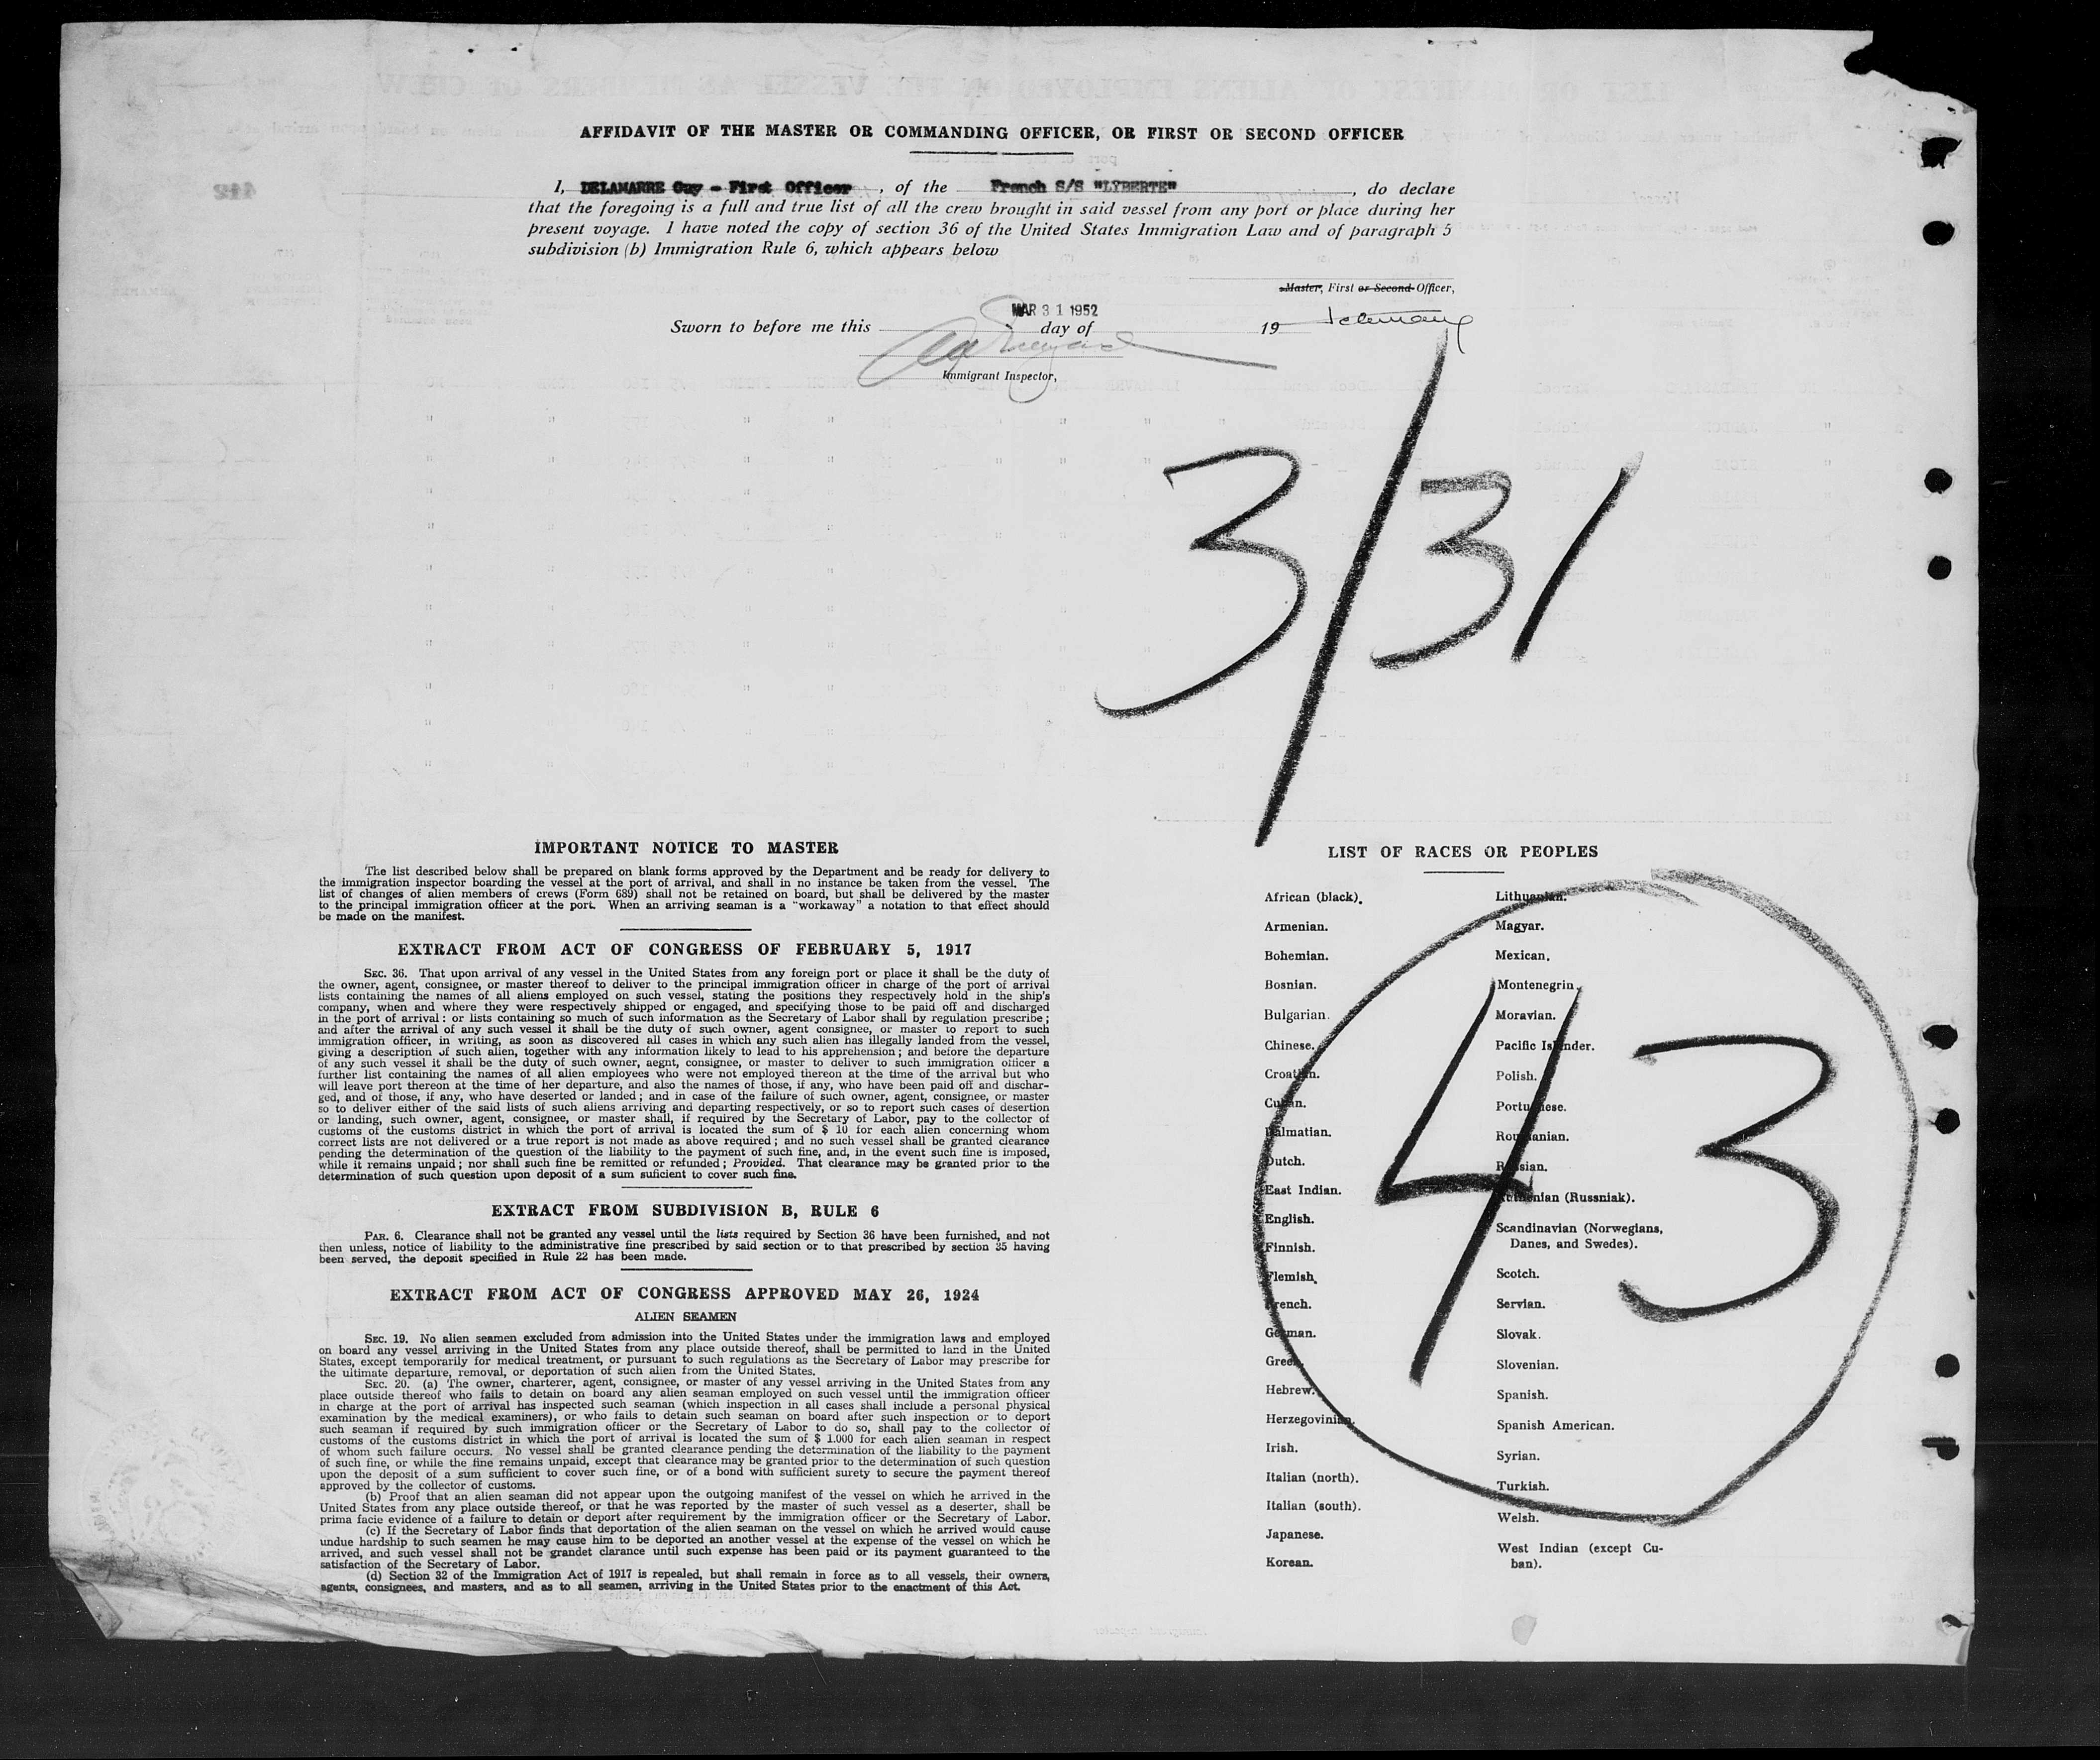 AFFIDAVIT OF THE MASTER OR COMMANDING OFFICER, OR FIRST OR SECOND OFFICER
I, DELAMARRE Guy - First Officer, of the French S/S "LYBERTE", do declare
that the foregoing is a full and true list of all the crew brought in said vessel from any port or place during her
present voyage. I have noted the copy of section 36 of the United States Immigration Law and of paragraph 5
subdivision (b) Immigration Rule 6, which appears below
Master, First or Second Officer,
MAR 31 1952
Sworn to before me this day of 19
Immigrant Inspector,
3/31
IMPORTANT NOTICE TO MASTER
The list described below shall be prepared on blank forms approved by the Department and be ready for delivery to
the immigration inspector boarding the vessel at the port of arrival, and shall in no instance be taken from the vessel. The
list of changes of alien members of crews (Form 689) shall not be retained on board, but shall be delivered by the master
to the principal immigration officer at the port. When an arriving seaman is a "workaway" a notation to that effect should
be made on the manifest.
EXTRACT FROM ACT OF CONGRESS OF FEBRUARY 5, 1917
SEC. 36. That upon arrival of any vessel in the United States from any foreign port or place it shall be the duty of
the owner, agent, consignee, or master thereof to deliver to the principal immigration officer in charge of the port of arrival
lists containing the names of all aliens employed on such vessel, stating the positions they respectively hold in the ship's
company, when and where they were respectively shipped or engaged, and specifying those to be paid off and discharged
in the port of arrival : or lists containing so much of such information as the Secretary of Labor shall by regulation prescribe ;
and after the arrival of any such vessel it shall be the duty of such owner, agent consignee, or master to report to such
immigration officer, in writing, as soon as discovered all cases in which any such alien has illegally landed from the vessel,
giving a description of such alien, together with any information likely to lead to his apprehension ; and before the departure
of any such vessel it shall be the duty of such owner, aegnt, consignee, or master to deliver to such immigration officer a
further list containing the names of all alien employees who were not employed thereon at the time of the arrival but who
will leave port thereon at the time of her departure, and also the names of those, if any, who have been paid off and dischar-
ged, and of those, if any, who have deserted or landed ; and in case of the failure of such owner, agent, consignee, or master
so to deliver either of the said lists of such aliens arriving and departing respectively, or so to report such cases of desertion
or landing, such owner, agent, consignee, or master shall, if required by the Secretary of Labor, pay to the collector of
customs of the customs district in which the port of arrival is located the sum of $ 10 for each alien concerning whom
correct lists are not delivered or a true report is not made as above required ; and no such vessel shall be granted clearance
pending the determination of the question of the liability to the payment of such fine, and, in the event such fine is imposed,
while it remains unpaid ; nor shall such fine be remitted or refunded ; Provided. That clearance may be granted prior to the
determination of such question upon deposit of a sum suficient to cover such fine.
EXTRACT FROM SUBDIVISION B, RULE 6
PAR. 6. Clearance shall not be granted any vessel until the lists required by Section 36 have been furnished, and not
then unless, notice of liability to the administrative fine prescribed by said section or to that prescribed by section 35 having
been served, the deposit specified in Rule 22 has been made.
EXTRACT FROM ACT OF CONGRESS APPROVED MAY 26, 1924
ALIEN SEAMEN
SEC. 19. No alien seamen excluded from admission into the United States under the immigration laws and employed
on board any vessel arriving in the United States from any place outside thereof, shall be permitted to land in the United
States, except temporarily for medical treatment, or pursuant to such regulations as the Secretary of Labor may prescribe for
the ultimate departure, removal, or deportation of such alien from the United States.
SEC. 20. (a) The owner, charterer, agent, consignee, or master of any vessel arriving in the United States from any
place outside thereof who fails to detain on board any alien seaman employed on such vessel until the immigration officer
in charge at the port of arrival has inspected such seaman (which inspection in all cases shall include a personal physical
examination by the medical examiners), or who fails to detain such seaman on board after such inspection or to deport
such seaman if required by such immigration officer or the Secretary of Labor to do so, shall pay to the collector of
customs of the customs district in which the port of arrival is located the sum of $ 1.000 for each alien seaman in respect
of whom such failure occurs. No vessel shall be granted clearance pending the determination of the liability to the payment
of such fine, or while the fine remains unpaid, except that clearance may be granted prior to the determination of such question
upon the deposit of a sum sufficient to cover such fine, or of a bond with sufficient surety to secure the payment thereof
approved by the collector of customs.
(b) Proof that an alien seaman did not appear upon the outgoing manifest of the vessel on which he arrived in the
United States from any place outside thereof, or that he was reported by the master of such vessel as a deserter, shall be
prima facie evidence of a failure to detain or deport after requirement by the immigration officer or the Secretary of Labor.
(c) If the Secretary of Labor finds that deportation of the alien seaman on the vessel on which he arrived would cause
undue hardship to such seamen he may cause him to be deported an another vessel at the expense of the vessel on which he
arrived, and such vessel shall not be grandet clarance until such expense has been paid or its payment guaranteed to the
satisfaction of the Secretary of Labor.
(d) Section 32 of the Immigration Act of 1917 is repealed, but shall remain in force as to all vessels, their owners,
agents, consignees, and masters, and as to all seamen, arriving in the United States prior to the enactment of this Act.
LIST OF RACES OR PEOPLES
African (black).
Armenian.
Bohemian.
Bosnian.
Bulgarian.
Chinese.
Croatian.
Cuban.
Dalmatian.
Dutch.
East Indian.
English.
Finnish.
Flemish.
French.
German.
Greek.
Hebrew.
Herzegovinian.
Irish.
Italian (north).
Italian (south).
Japanese.
Korean.
Lithuanian.
Magyar.
Mexican.
Montenegrin.
Moravian.
Pacific Islander.
Polish.
Portuguese.
Roumanian.
Russian.
Ruthenian (Russniak).
Scandinavian (Norwegians,
Danes, and Swedes).
Scotch.
Servian.
Slovak.
Slovenian.
Spanish.
Spanish American.
Syrian.
Turkish.
Welsh.
West Indian (except Cu-
ban).
43